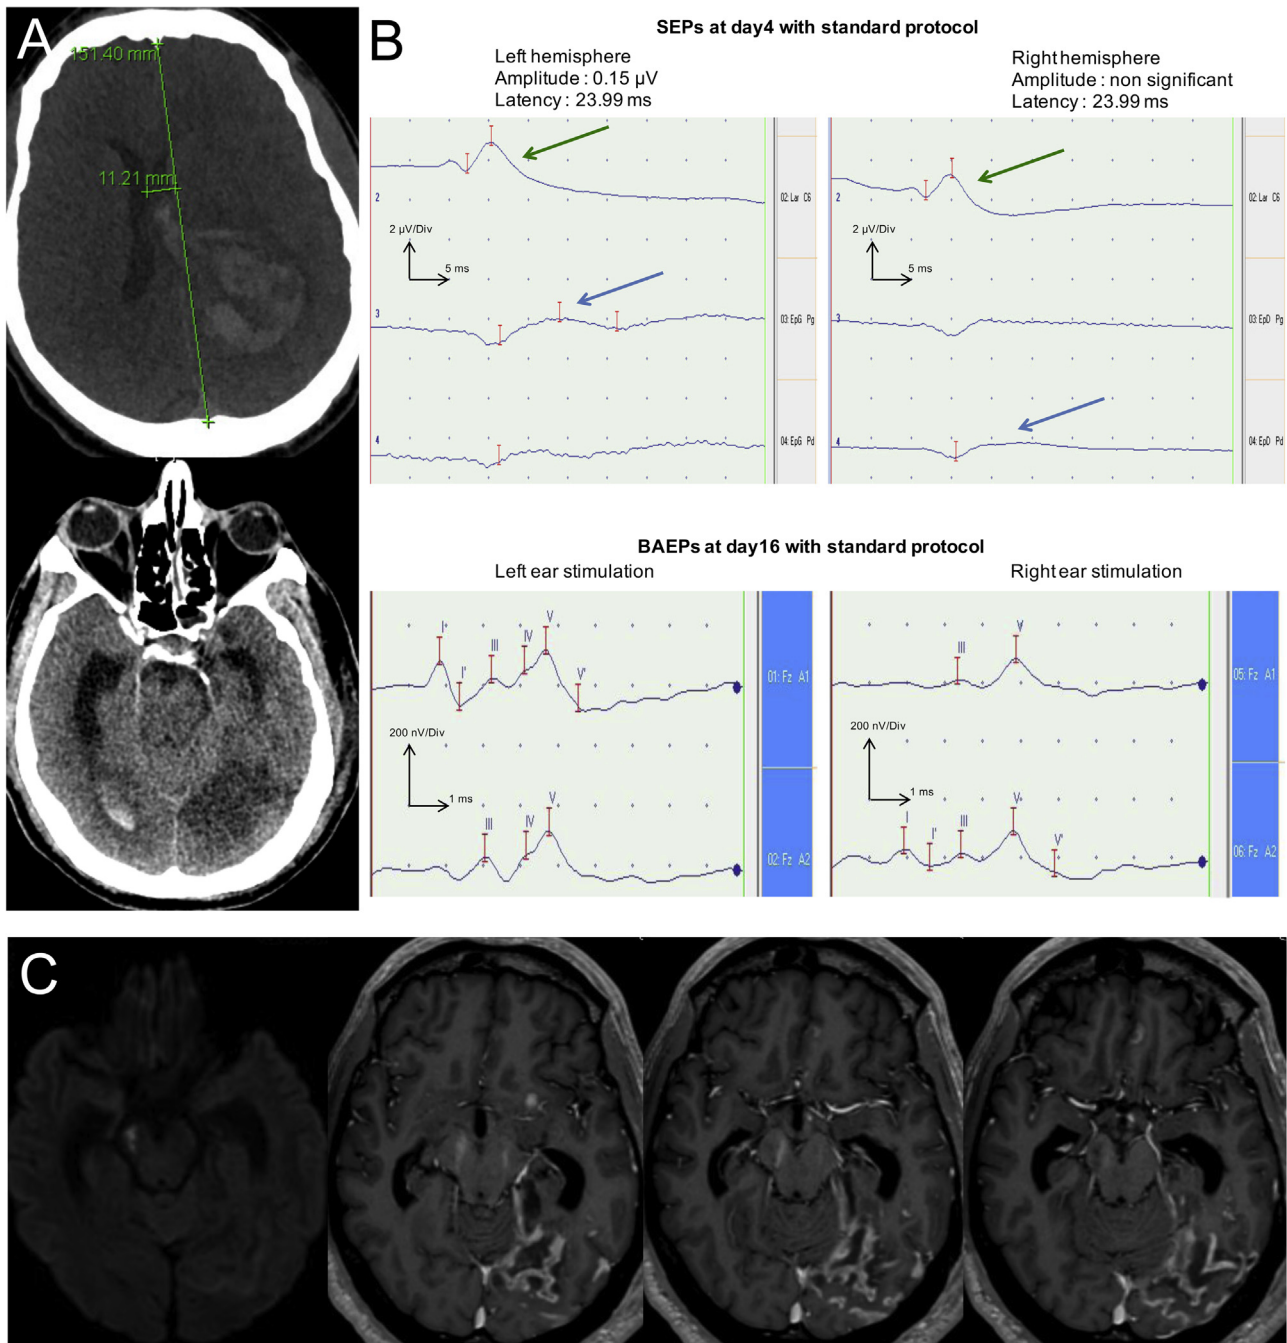 A
151.40 mm
11.21 mm
B
SEPs at day4 with standard protocol
Left hemisphere
Amplitude : 0.15 µV
Latency : 23.99 ms
Right hemisphere
Amplitude : non significant
Latency : 23.99 ms
2
2 µV/Div
5 ms
3
4
02: Lar C6
03:EpG Pg
04:EpG Pd
2
2 µV/Div
5 ms
3
4
02:Lar C6
03:EpD Pg
04:EpD Pd
BAEPs at day16 with standard protocol
Left ear stimulation
Right ear stimulation
I
I'
III
IV
V
V'
200 nV/Div
1 ms
III
IV
V
01: Fz A1
02: Fz A2
III
V
200 nV/Div
1 ms
I
I'
III
V
V'
05: Fz A1
06: Fz A2
C